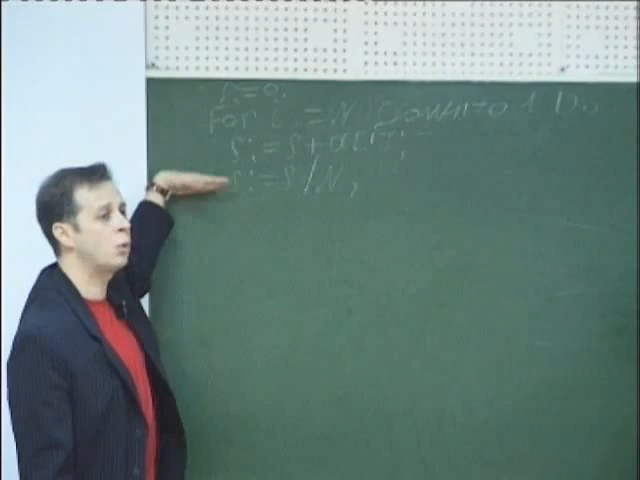 S:=0;
For i:=N Downto 1 Do
S:=S+U[i];
S:=S/N;